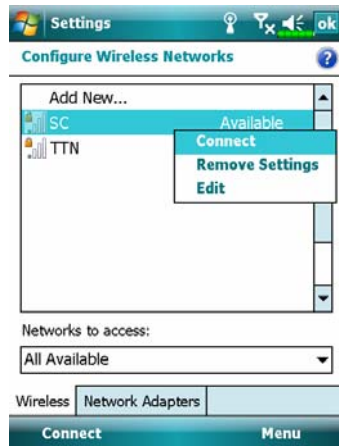 Settings ok
Configure Wireless Networks ?
Add New...
SC Available
Connect
TTN
Remove Settings
Edit
Networks to access:
All Available
Wireless Network Adapters
Connect Menu